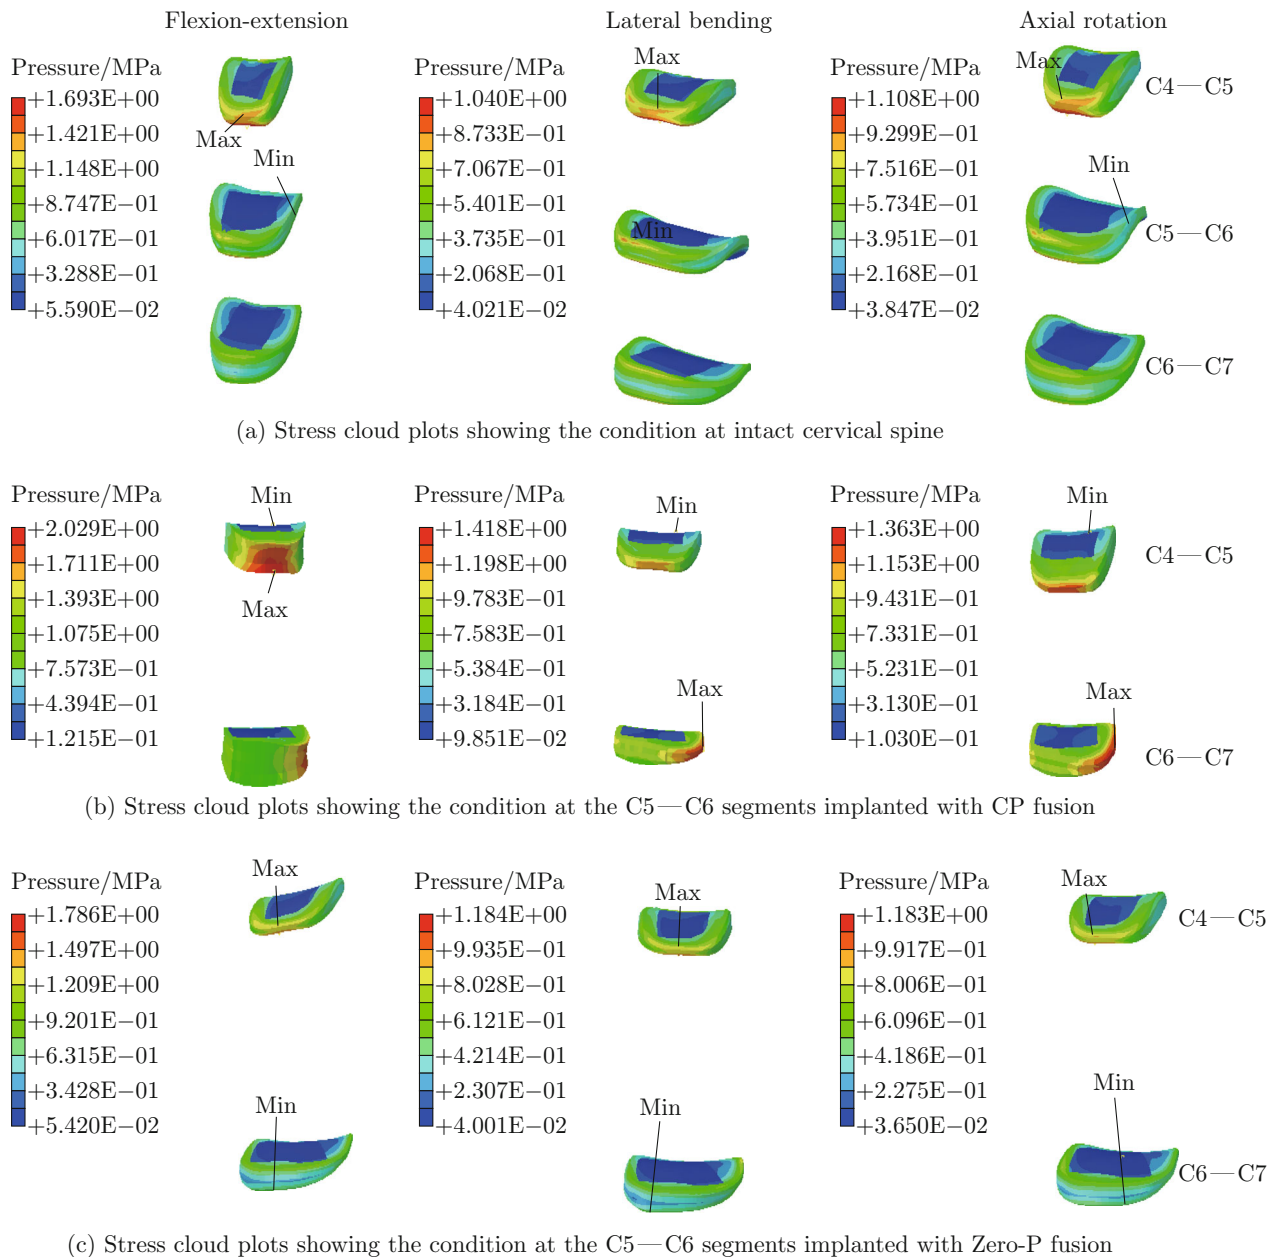 Flexion-extension
Lateral bending
Axial rotation
Pressure/MPa
+1.693E+00
+1.421E+00
+1.148E+00
+8.747E−01
+6.017E−01
+3.288E−01
+5.590E−02
Max
Min
Pressure/MPa
+1.040E+00
+8.733E−01
+7.067E−01
+5.401E−01
+3.735E−01
+2.068E−01
+4.021E−02
Max
Min
Pressure/MPa
+1.108E+00
+9.299E−01
+7.516E−01
+5.734E−01
+3.951E−01
+2.168E−01
+3.847E−02
Max
Min
C4—C5
C5—C6
C6—C7
(a) Stress cloud plots showing the condition at intact cervical spine
Pressure/MPa
+2.029E+00
+1.711E+00
+1.393E+00
+1.075E+00
+7.573E−01
+4.394E−01
+1.215E−01
Min
Max
Pressure/MPa
+1.418E+00
+1.198E+00
+9.783E−01
+7.583E−01
+5.384E−01
+3.184E−01
+9.851E−02
Min
Max
Pressure/MPa
+1.363E+00
+1.153E+00
+9.431E−01
+7.331E−01
+5.231E−01
+3.130E−01
+1.030E−01
Min
Max
C4—C5
C6—C7
(b) Stress cloud plots showing the condition at the C5—C6 segments implanted with CP fusion
Pressure/MPa
+1.786E+00
+1.497E+00
+1.209E+00
+9.201E−01
+6.315E−01
+3.428E−01
+5.420E−02
Max
Min
Pressure/MPa
+1.184E+00
+9.935E−01
+8.028E−01
+6.121E−01
+4.214E−01
+2.307E−01
+4.001E−02
Max
Min
Pressure/MPa
+1.183E+00
+9.917E−01
+8.006E−01
+6.096E−01
+4.186E−01
+2.275E−01
+3.650E−02
Max
Min
C4—C5
C6—C7
(c) Stress cloud plots showing the condition at the C5—C6 segments implanted with Zero-P fusion